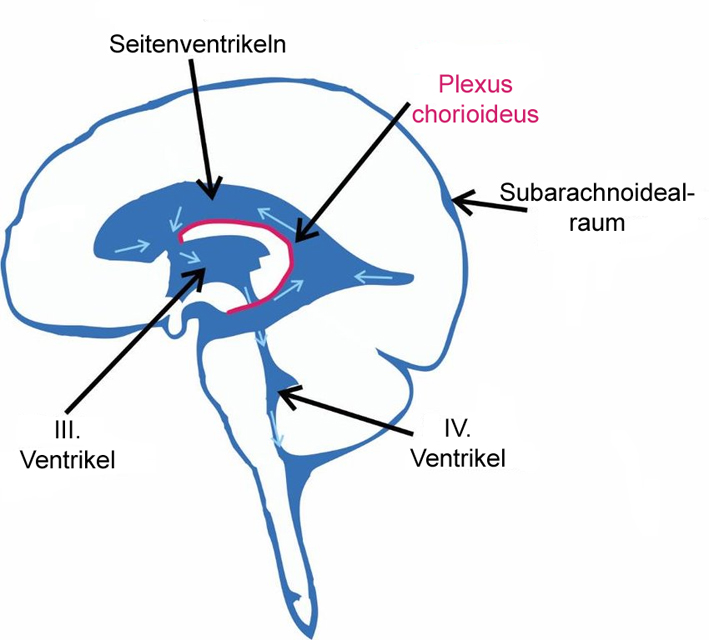 Seitenventrikeln
Plexus
chorioideus
Subarachnoideal-
raum
III.
Ventrikel
IV.
Ventrikel